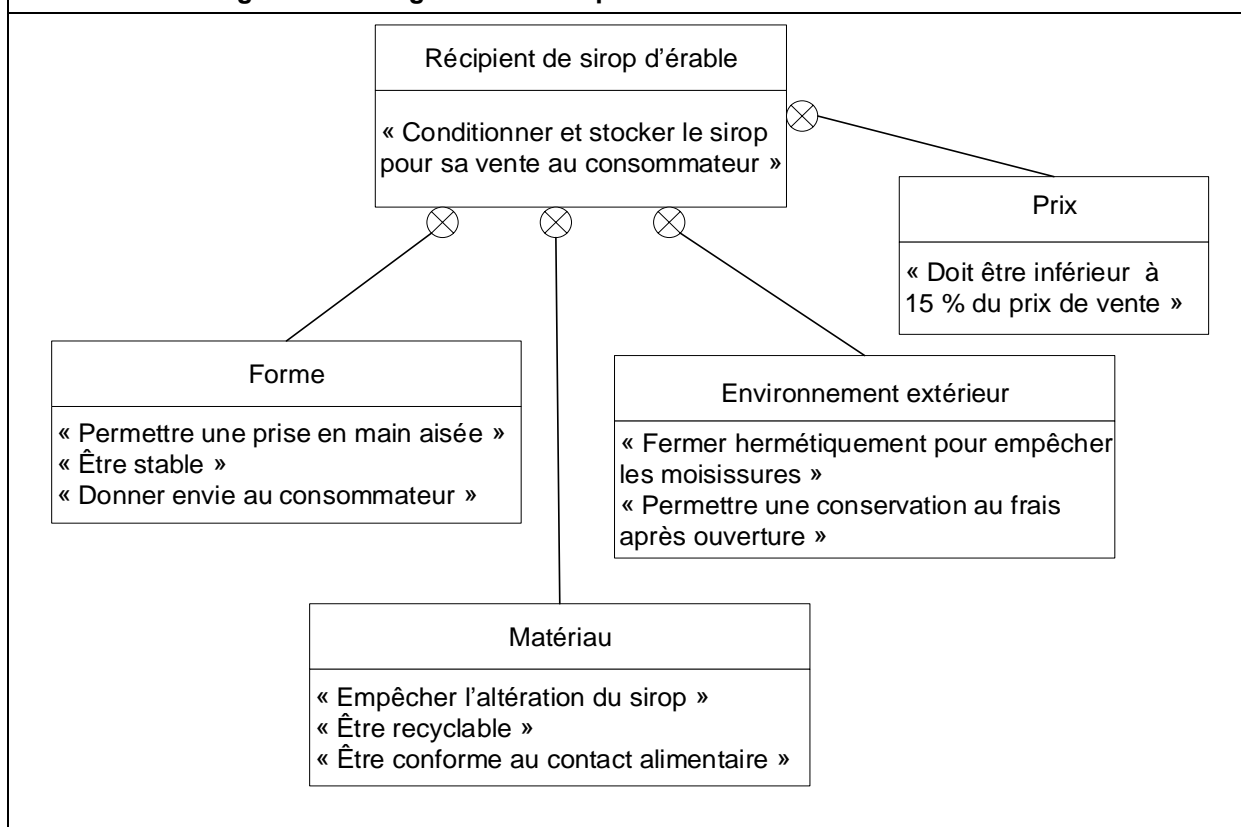 Récipient de sirop d’érable
« Conditionner et stocker le sirop
pour sa vente au consommateur »
Prix
« Doit être inférieur à
15 % du prix de vente »
Forme
« Permettre une prise en main aisée »
« Être stable »
« Donner envie au consommateur »
Environnement extérieur
« Fermer hermétiquement pour empêcher
les moisissures »
« Permettre une conservation au frais
après ouverture »
Matériau
« Empêcher l’altération du sirop »
« Être recyclable »
« Être conforme au contact alimentaire »